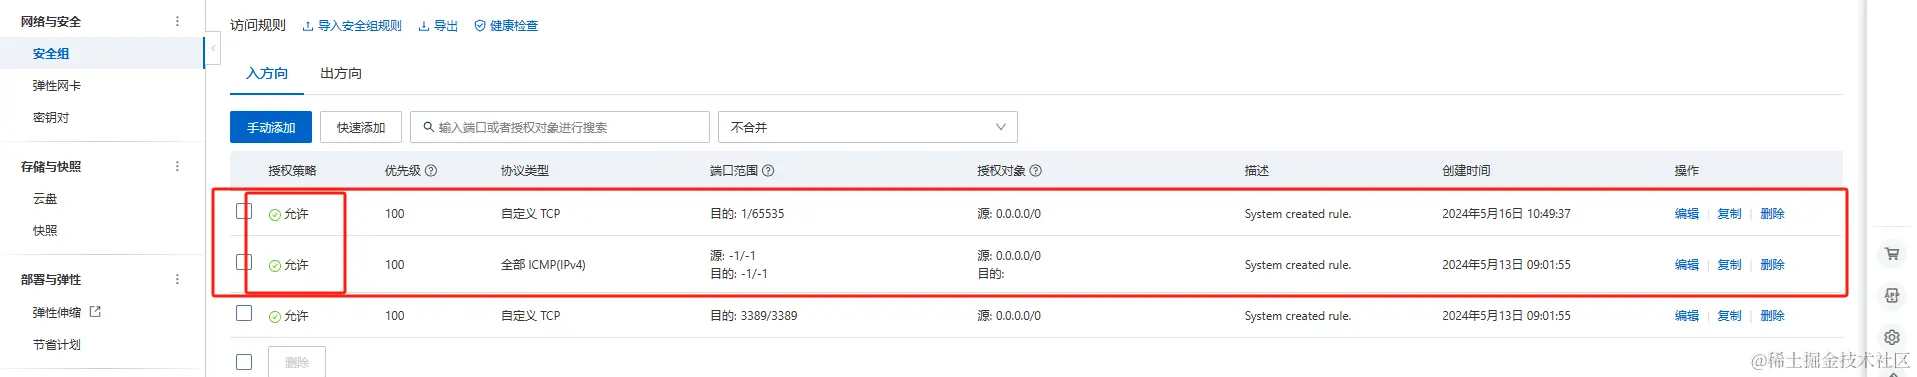 网络与安全
安全组
弹性网卡
密钥对
存储与快照
云盘
快照
部署与弹性
弹性伸缩
节省计划
访问规则 导入安全组规则 导出 健康检查
入方向 出方向
手动添加 快速添加 输入端口或者授权对象进行搜索 不合并
授权策略 优先级 协议类型 端口范围 授权对象 描述 创建时间 操作
允许 100 自定义 TCP 目的: 1/65535 源: 0.0.0.0/0 System created rule. 2024年5月16日 10:49:37 编辑 复制 删除
允许 100 全部 ICMP(IPv4) 源: -1/-1 源: 0.0.0.0/0 System created rule. 2024年5月13日 09:01:55 编辑 复制 删除
目的: -1/-1 目的:
允许 100 自定义 TCP 目的: 3389/3389 源: 0.0.0.0/0 System created rule. 2024年5月13日 09:01:55 编辑 复制 删除
删除
@稀土掘金技术社区